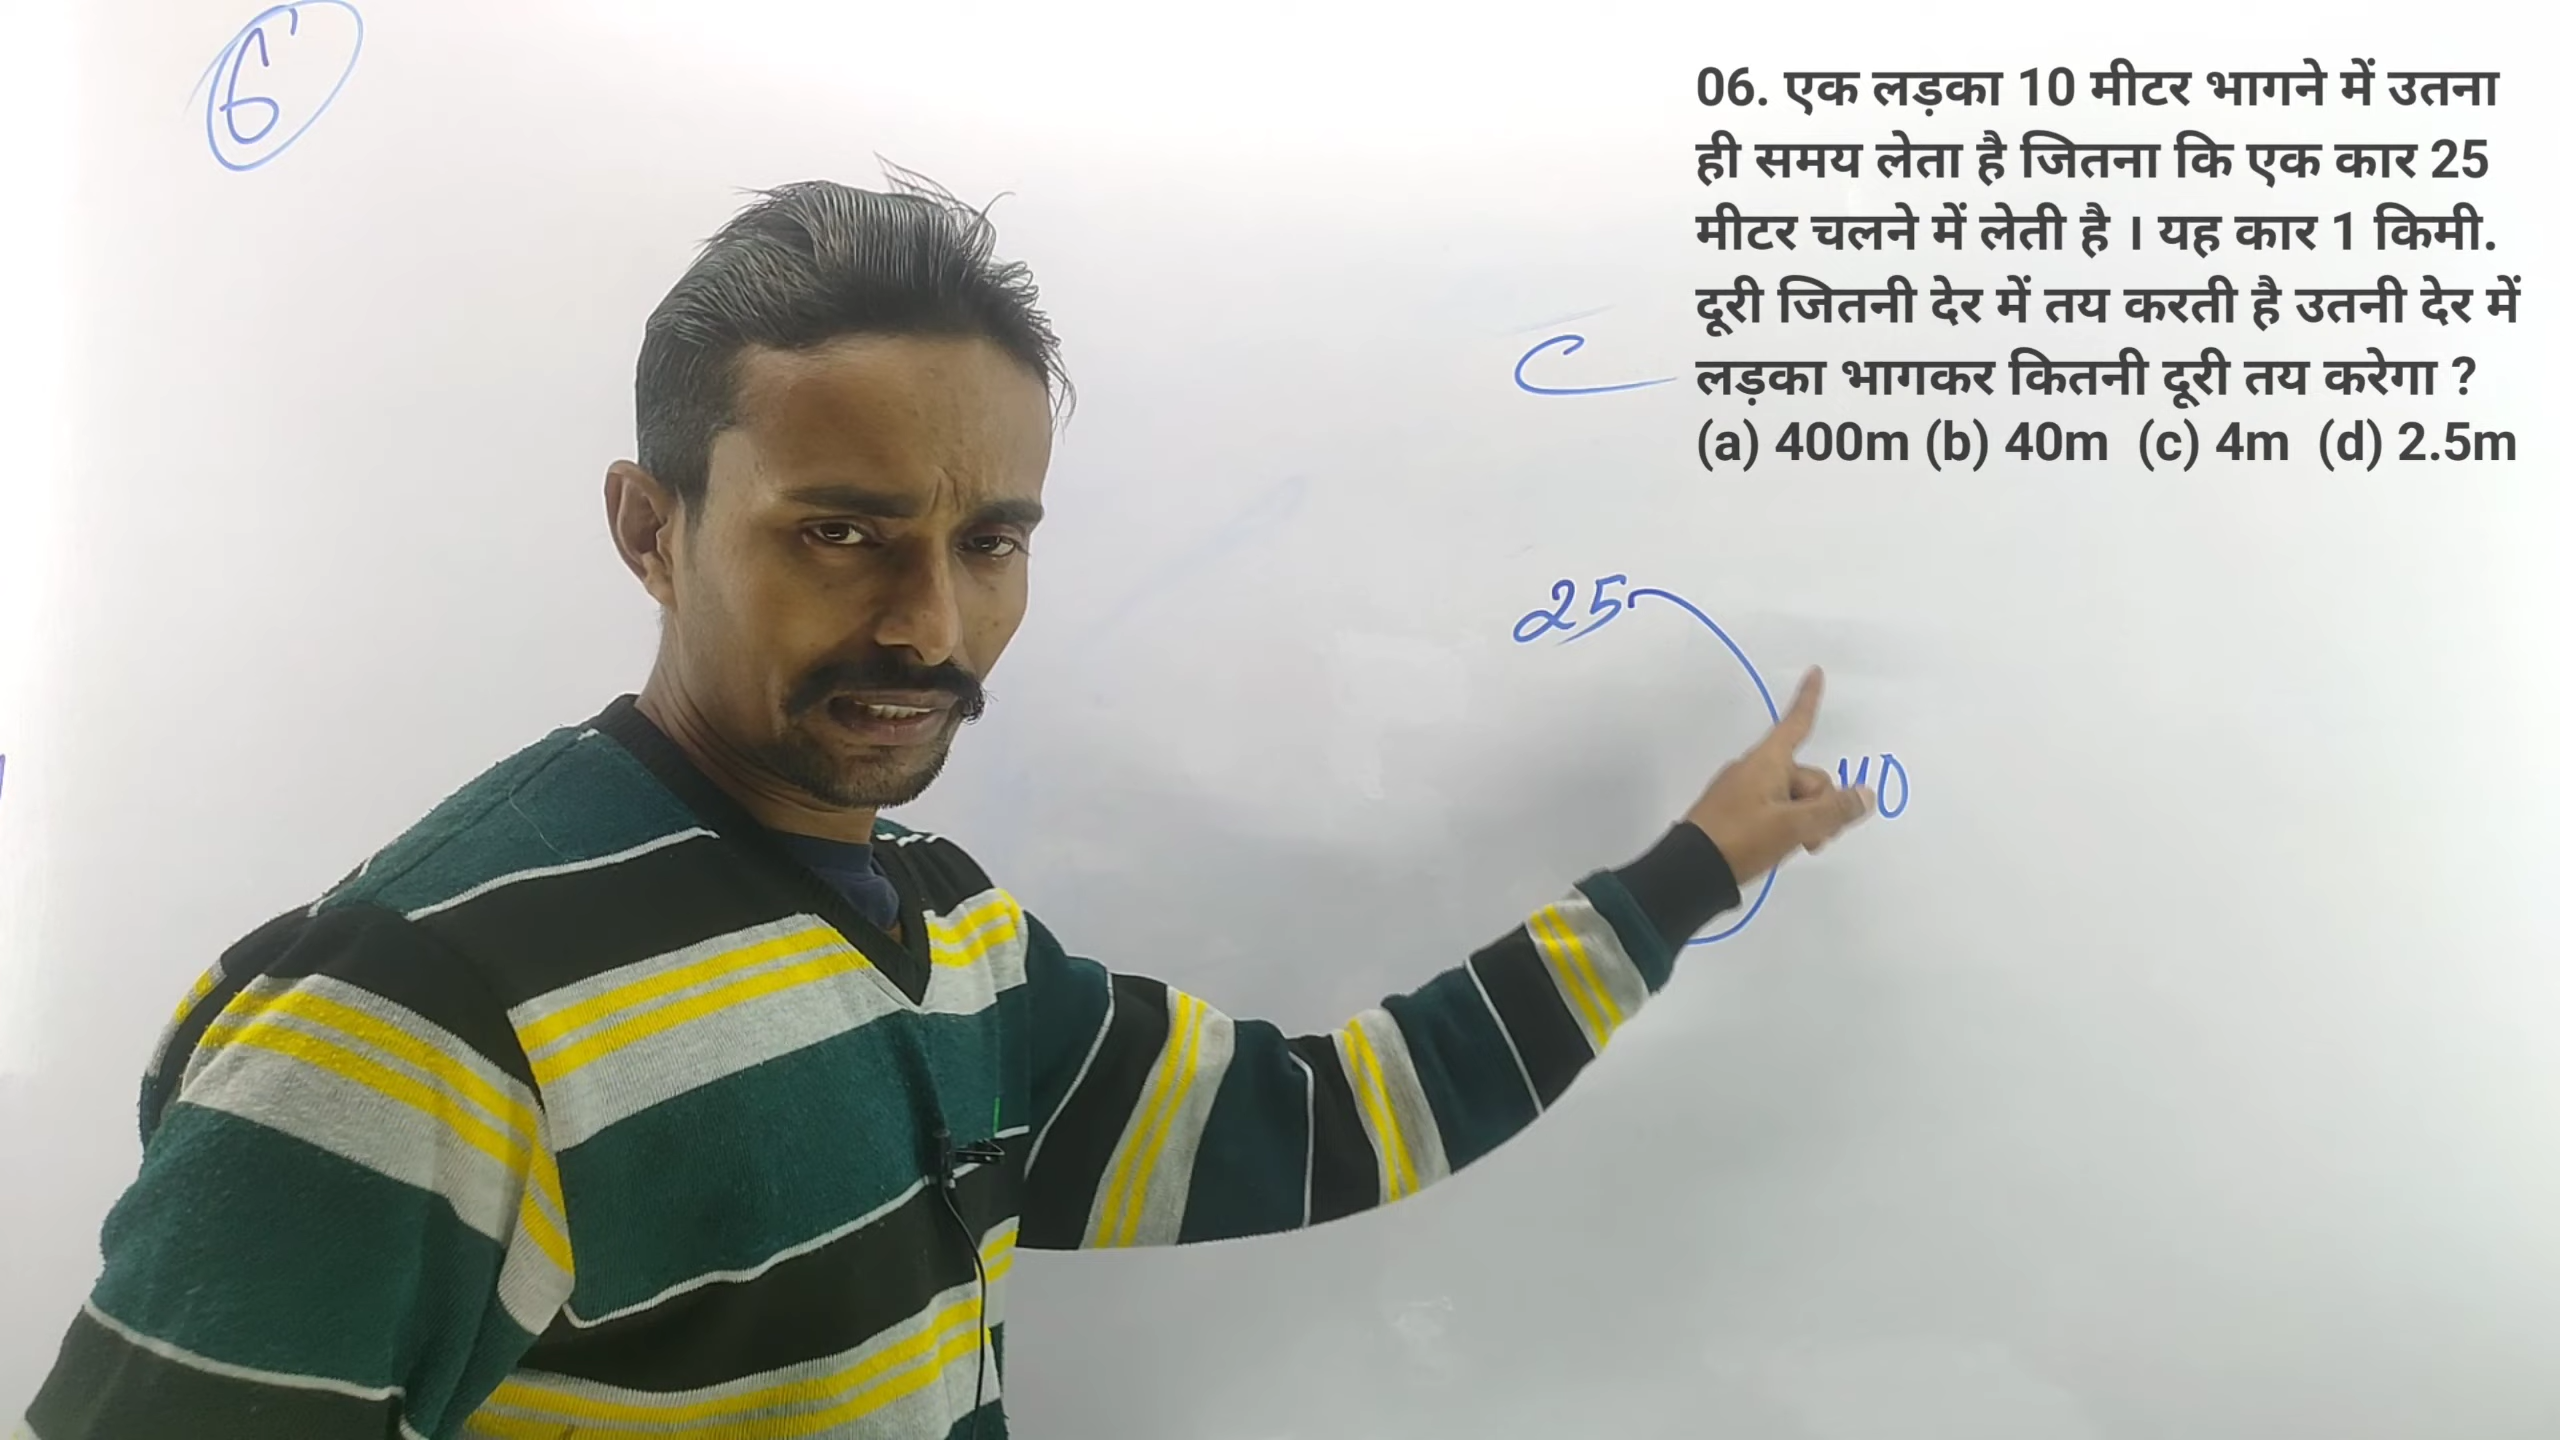 6
06. एक लड़का 10 मीटर भागने में उतना
ही समय लेता है जितना कि एक कार 25
मीटर चलने में लेती है । यह कार 1 किमी.
दूरी जितनी देर में तय करती है उतनी देर में
लड़का भागकर कितनी दूरी तय करेगा ?
(a) 400m (b) 40m (c) 4m (d) 2.5m
C
25